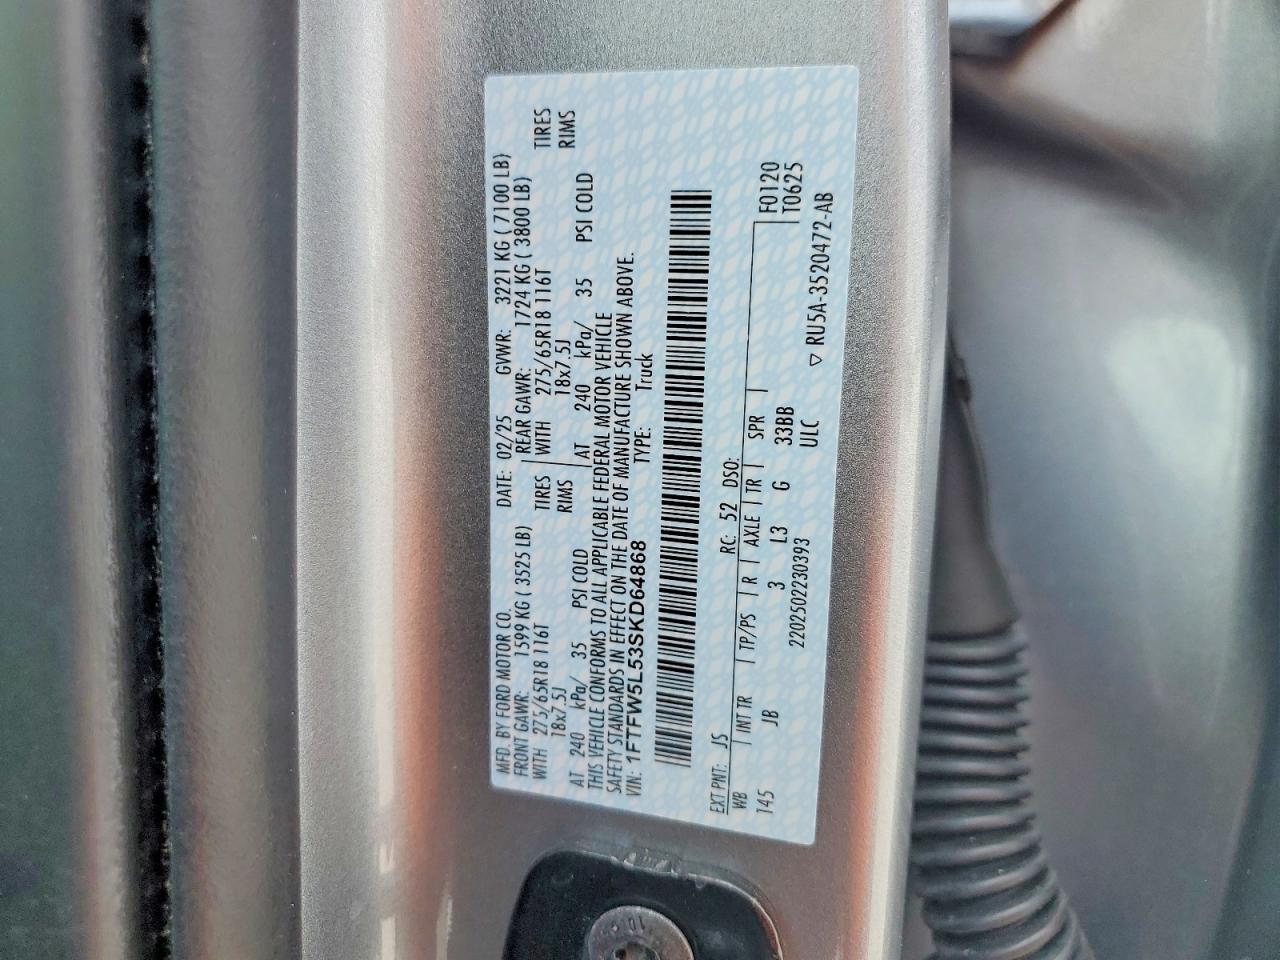 MFD. BY FORD MOTOR CO. DATE: 02/25 GVWR: 3221 KG ( 7100 LB)
FRONT GAWR: 1599 KG ( 3525 LB) REAR GAWR: 1724 KG ( 3800 LB)
WITH 275/65R18 116T TIRES WITH 275/65R18 116T TIRES
18x7.5J RIMS 18x7.5J RIMS
AT 240 kPa/ 35 PSI COLD AT 240 kPa/ 35 PSI COLD
THIS VEHICLE CONFORMS TO ALL APPLICABLE FEDERAL MOTOR VEHICLE
SAFETY STANDARDS IN EFFECT ON THE DATE OF MANUFACTURE SHOWN ABOVE.
VIN: 1FTFW5L53SKD64868 TYPE: Truck
EXT PNT: JS RC: 52 DSO:
WB INT TR TP/PS R AXLE TR SPR F0120
145 JB 3 L3 G 33BB T0625
2202502230393 ULC
▽ RU5A-3520472-AB
10